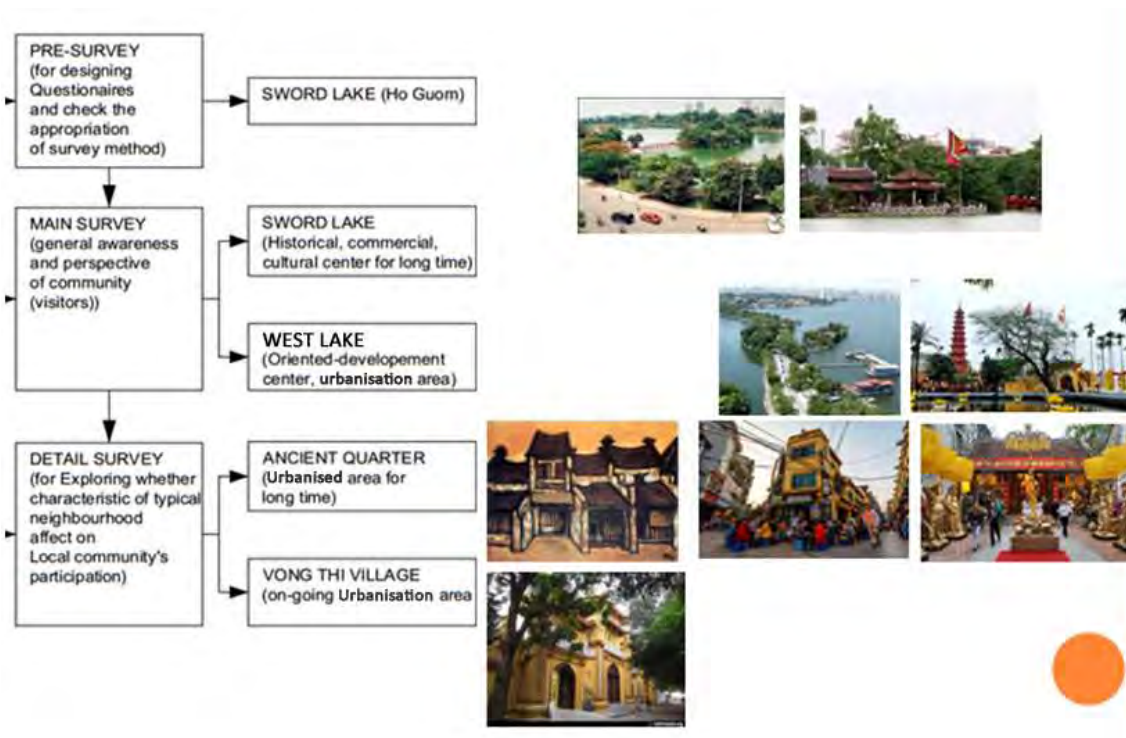 PRE-SURVEY
(for designing
Questionaires
and check the
appropriation
of survey method)
SWORD LAKE (Ho Guom)
MAIN SURVEY
(general awareness
and perspective
of community
(visitors))
SWORD LAKE
(Historical, commercial,
cultural center for long time)
WEST LAKE
(Oriented-developement
center, urbanisation area)
DETAIL SURVEY
(for Exploring whether
characteristic of typical
neighbourhood
affect on
Local community's
participation)
ANCIENT QUARTER
(Urbanised area for
long time)
VONG THI VILLAGE
(on-going Urbanisation area